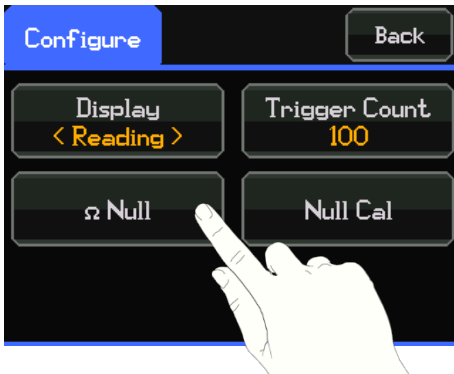 Configure
Back
Display
< Reading >
Trigger Count
100
Ω Null
Null Cal